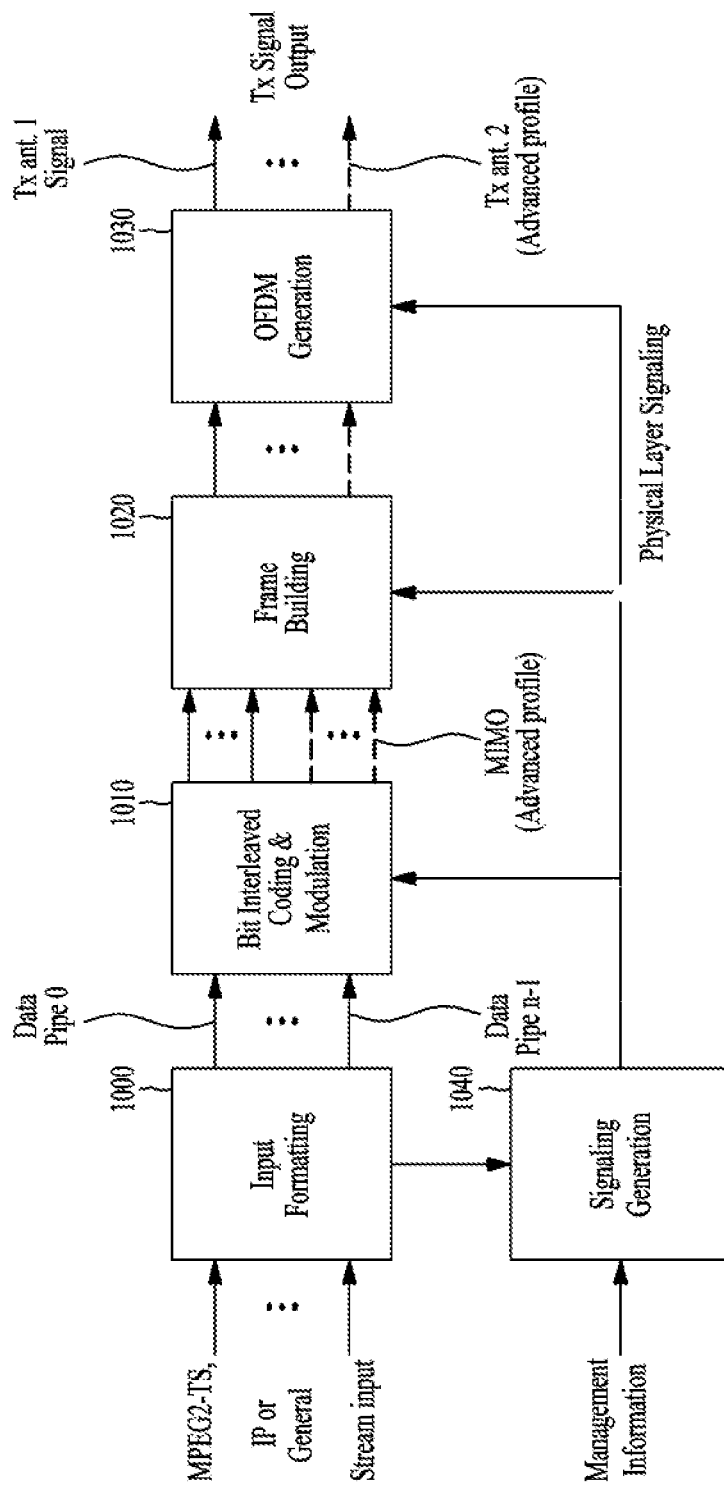 MPEG2-TS,
IP or
General
Stream input
Management
Information
1000
Input
Formatting
1040
Signaling
Generation
Data
Pipe 0
Data
Pipe n-1
1010
Bit Interleaved
Coding &
Modulation
MIMO
(Advanced profile)
1020
Frame
Building
Physical Layer Signaling
1030
OFDM
Generation
Tx ant. 1
Signal
Tx Signal
Output
Tx ant. 2
(Advanced profile)